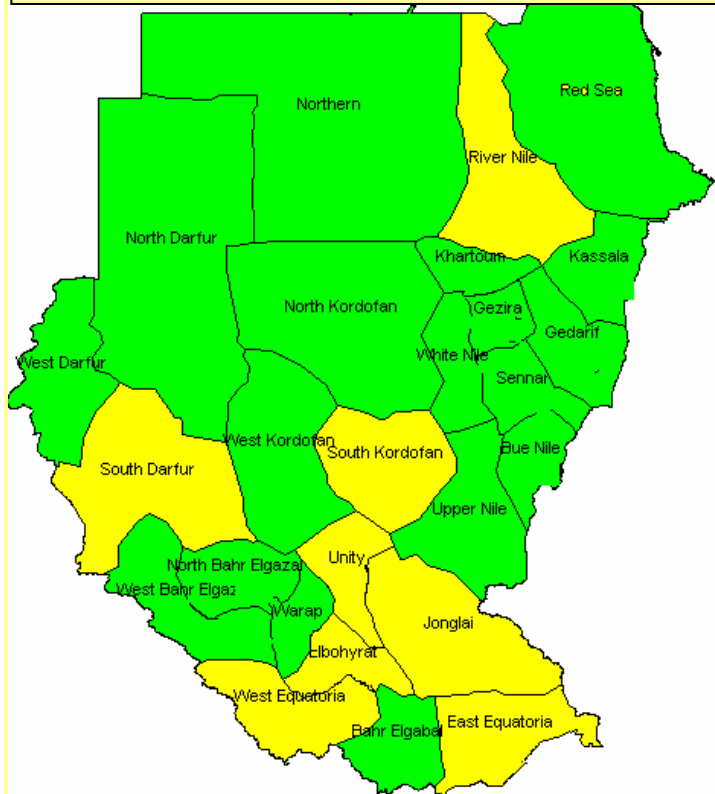 Northern
Red Sea
River Nile
North Darfur
Khartoum
Kassala
North Kordofan
Gezira
Gedarif
White Nile
West Darfur
Sennar
West Kordofan
South Kordofan
Bue Nile
South Darfur
Upper Nile
Unity
North Bahr Elgazal
West Bahr Elgaz
Warap
Jonglai
Elbohyrat
West Equatoria
East Equatoria
Bahr Elgabal